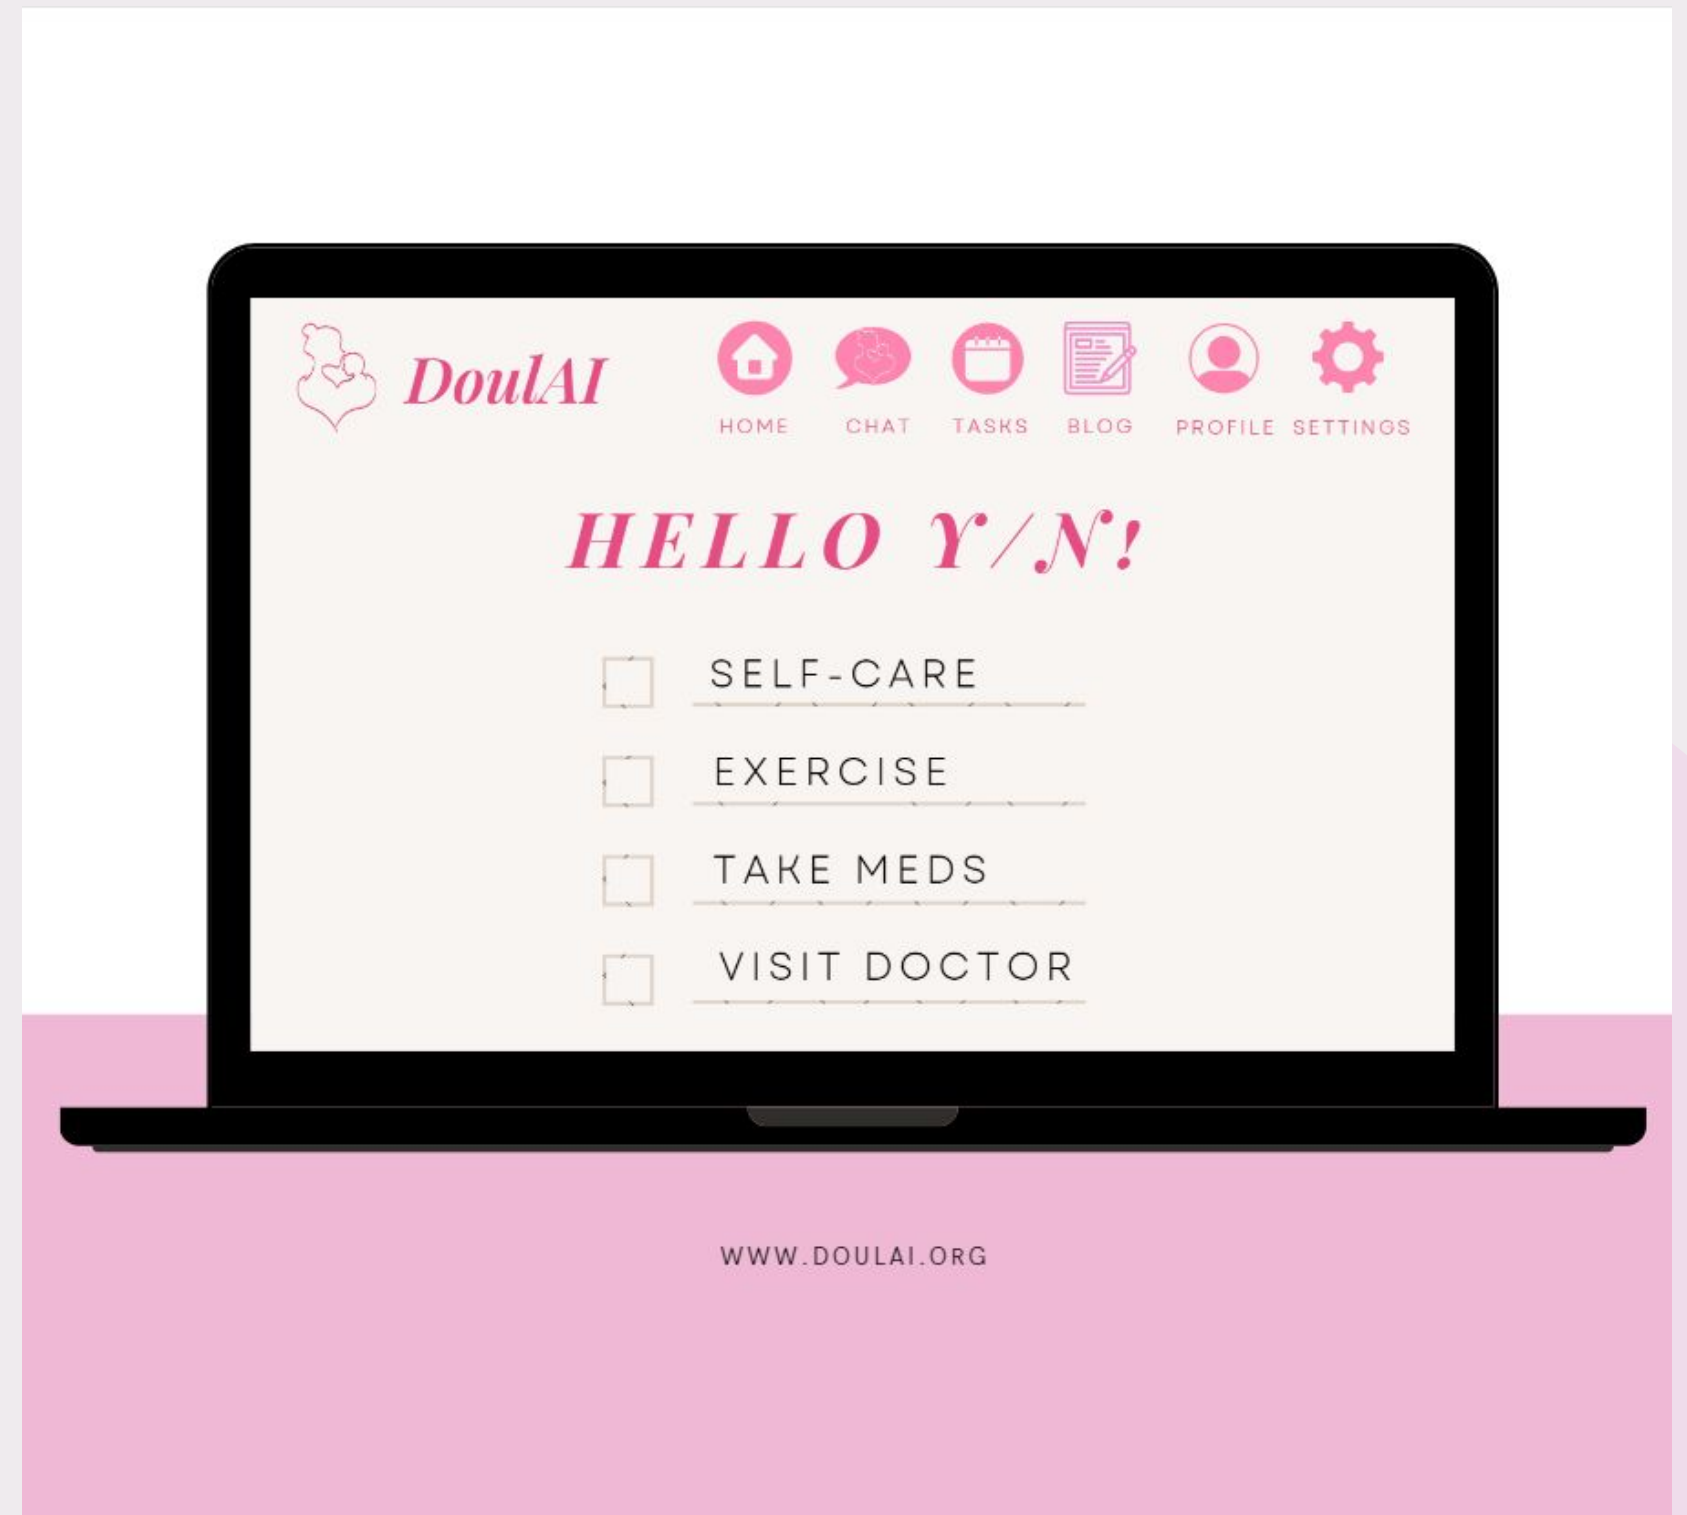 DoulAI
HOME CHAT TASKS BLOG PROFILE SETTINGS
HELLO Y/N!
SELF-CARE
EXERCISE
TAKE MEDS
VISIT DOCTOR
WWW.DOULAI.ORG